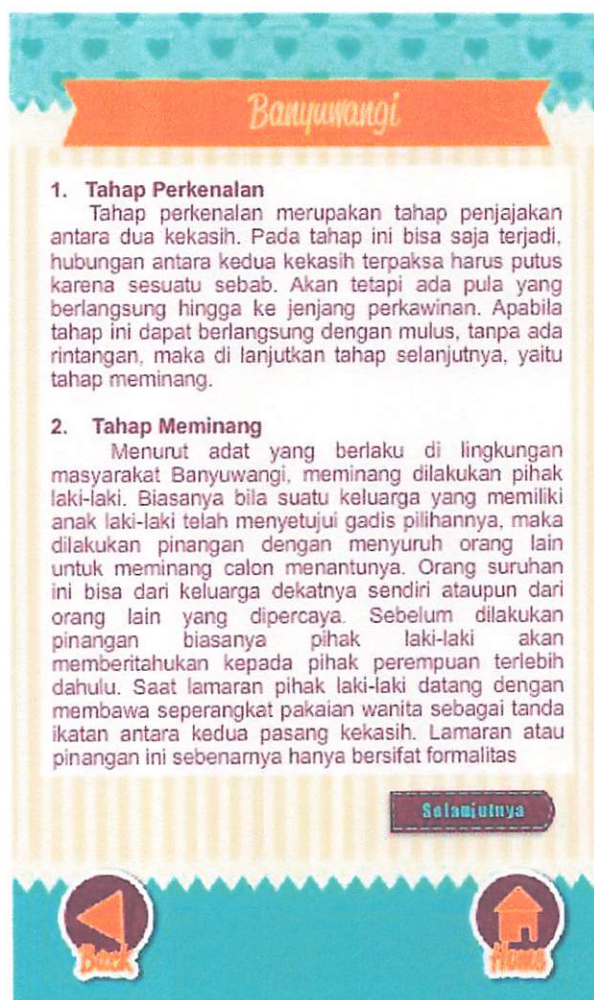 Banyuwangi
1. Tahap Perkenalan
Tahap perkenalan merupakan tahap penjajakan
antara dua kekasih. Pada tahap ini bisa saja terjadi,
hubungan antara kedua kekasih terpaksa harus putus
karena sesuatu sebab. Akan tetapi ada pula yang
berlangsung hingga ke jenjang perkawinan. Apabila
tahap ini dapat berlangsung dengan mulus, tanpa ada
rintangan, maka di lanjutkan tahap selanjutnya, yaitu
tahap meminang.
2. Tahap Meminang
Menurut adat yang berlaku di lingkungan
masyarakat Banyuwangi, meminang dilakukan pihak
laki-laki. Biasanya bila suatu keluarga yang memiliki
anak laki-laki telah menyetujui gadis pilihannya, maka
dilakukan pinangan dengan menyuruh orang lain
untuk meminang calon menantunya. Orang suruhan
ini bisa dari keluarga dekatnya sendiri ataupun dari
orang lain yang dipercaya. Sebelum dilakukan
pinangan biasanya pihak laki-laki akan
memberitahukan kepada pihak perempuan terlebih
dahulu. Saat lamaran pihak laki-laki datang dengan
membawa seperangkat pakaian wanita sebagai tanda
ikatan antara kedua pasang kekasih. Lamaran atau
pinangan ini sebenarnya hanya bersifat formalitas
Selanjutnya
Back
Home